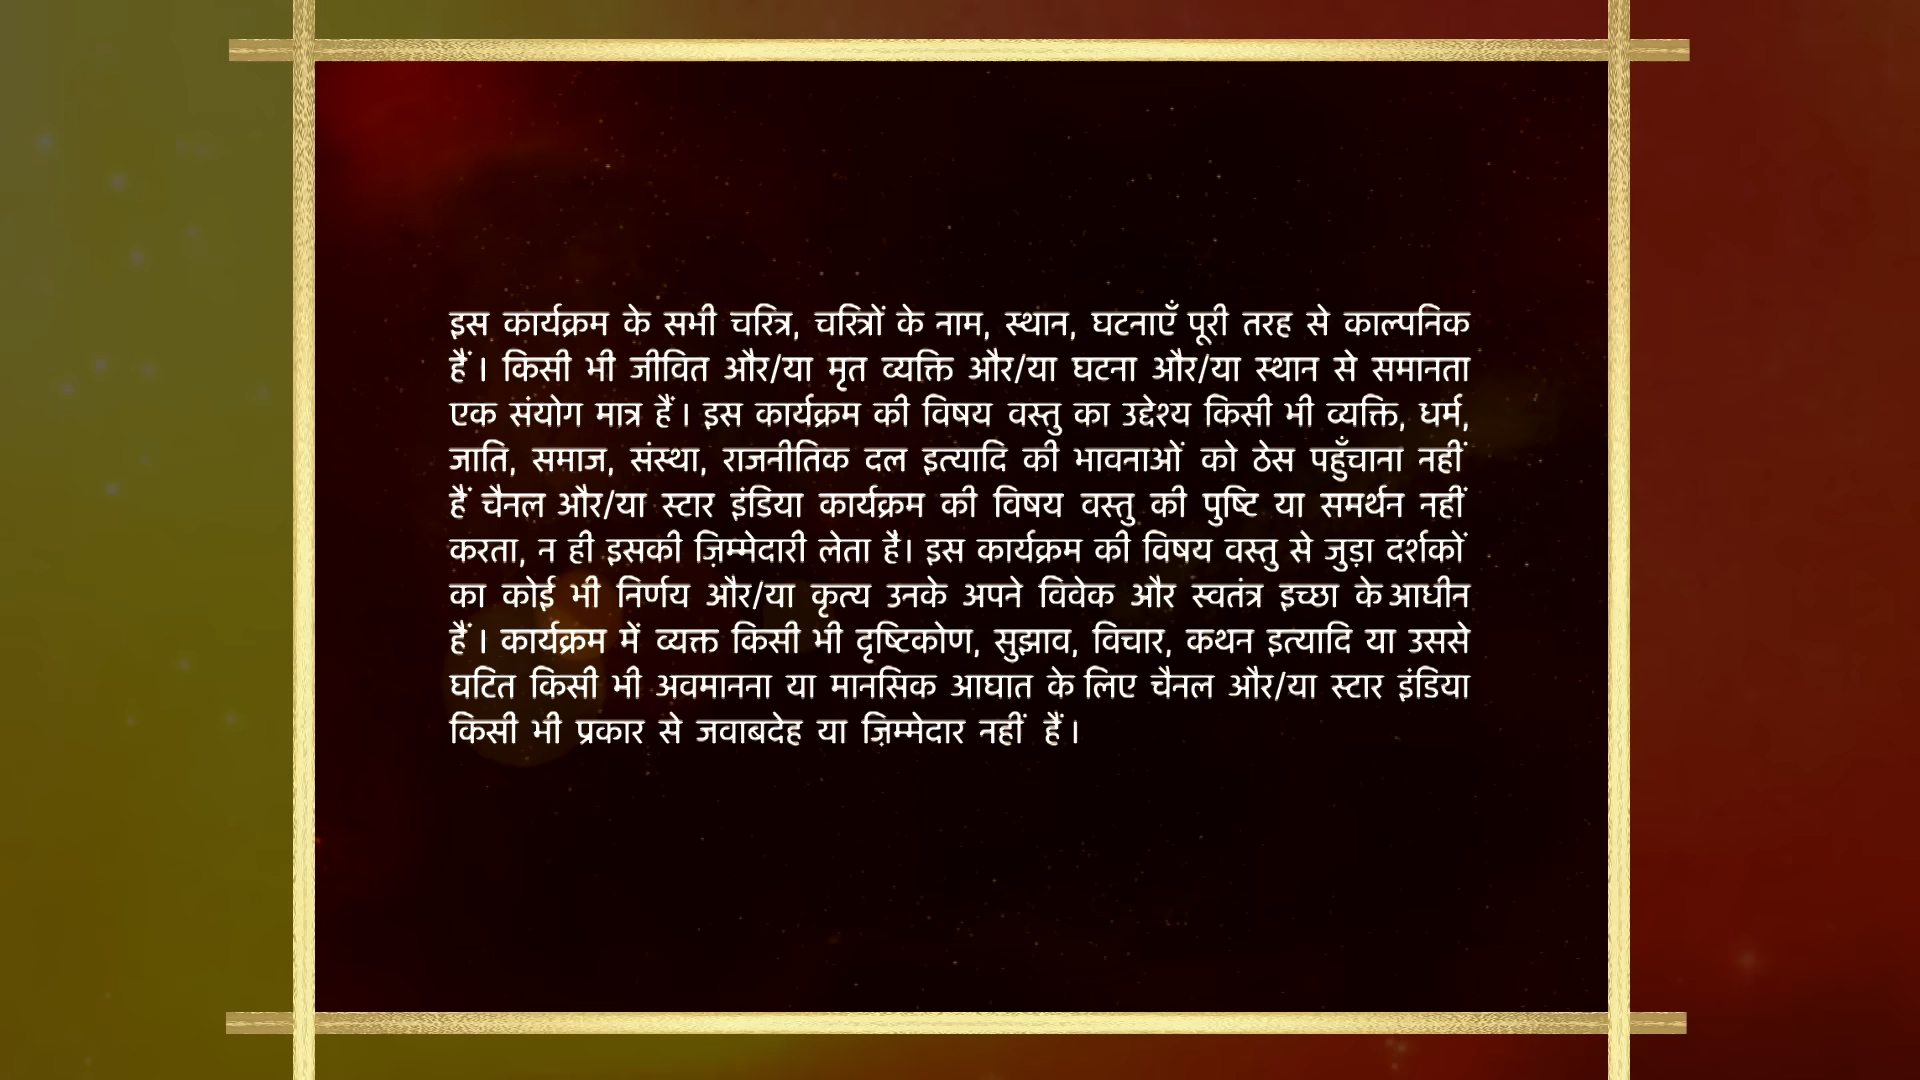 इस कार्यक्रम के सभी चरित्र, चरित्रों के नाम, स्थान, घटनाएँ पूरी तरह से काल्पनिक
हैं । किसी भी जीवित और/या मृत व्यक्ति और/या घटना और/या स्थान से समानता
एक संयोग मात्र हैं । इस कार्यक्रम की विषय वस्तु का उद्देश्य किसी भी व्यक्ति, धर्म,
जाति, समाज, संस्था, राजनीतिक दल इत्यादि की भावनाओं को ठेस पहुँचाना नहीं
हैं चैनल और/या स्टार इंडिया कार्यक्रम की विषय वस्तु की पुष्टि या समर्थन नहीं
करता, न ही इसकी ज़िम्मेदारी लेता है। इस कार्यक्रम की विषय वस्तु से जुड़ा दर्शकों
का कोई भी निर्णय और/या कृत्य उनके अपने विवेक और स्वतंत्र इच्छा के आधीन
हैं । कार्यक्रम में व्यक्त किसी भी दृष्टिकोण, सुझाव, विचार, कथन इत्यादि या उससे
घटित किसी भी अवमानना या मानसिक आघात के लिए चैनल और/या स्टार इंडिया
किसी भी प्रकार से जवाबदेह या ज़िम्मेदार नहीं हैं ।